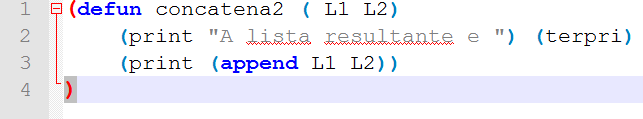 1 (defun concatena2 ( L1 L2)
2 (print "A lista resultante e ") (terpri)
3 (print (append L1 L2))
4 )